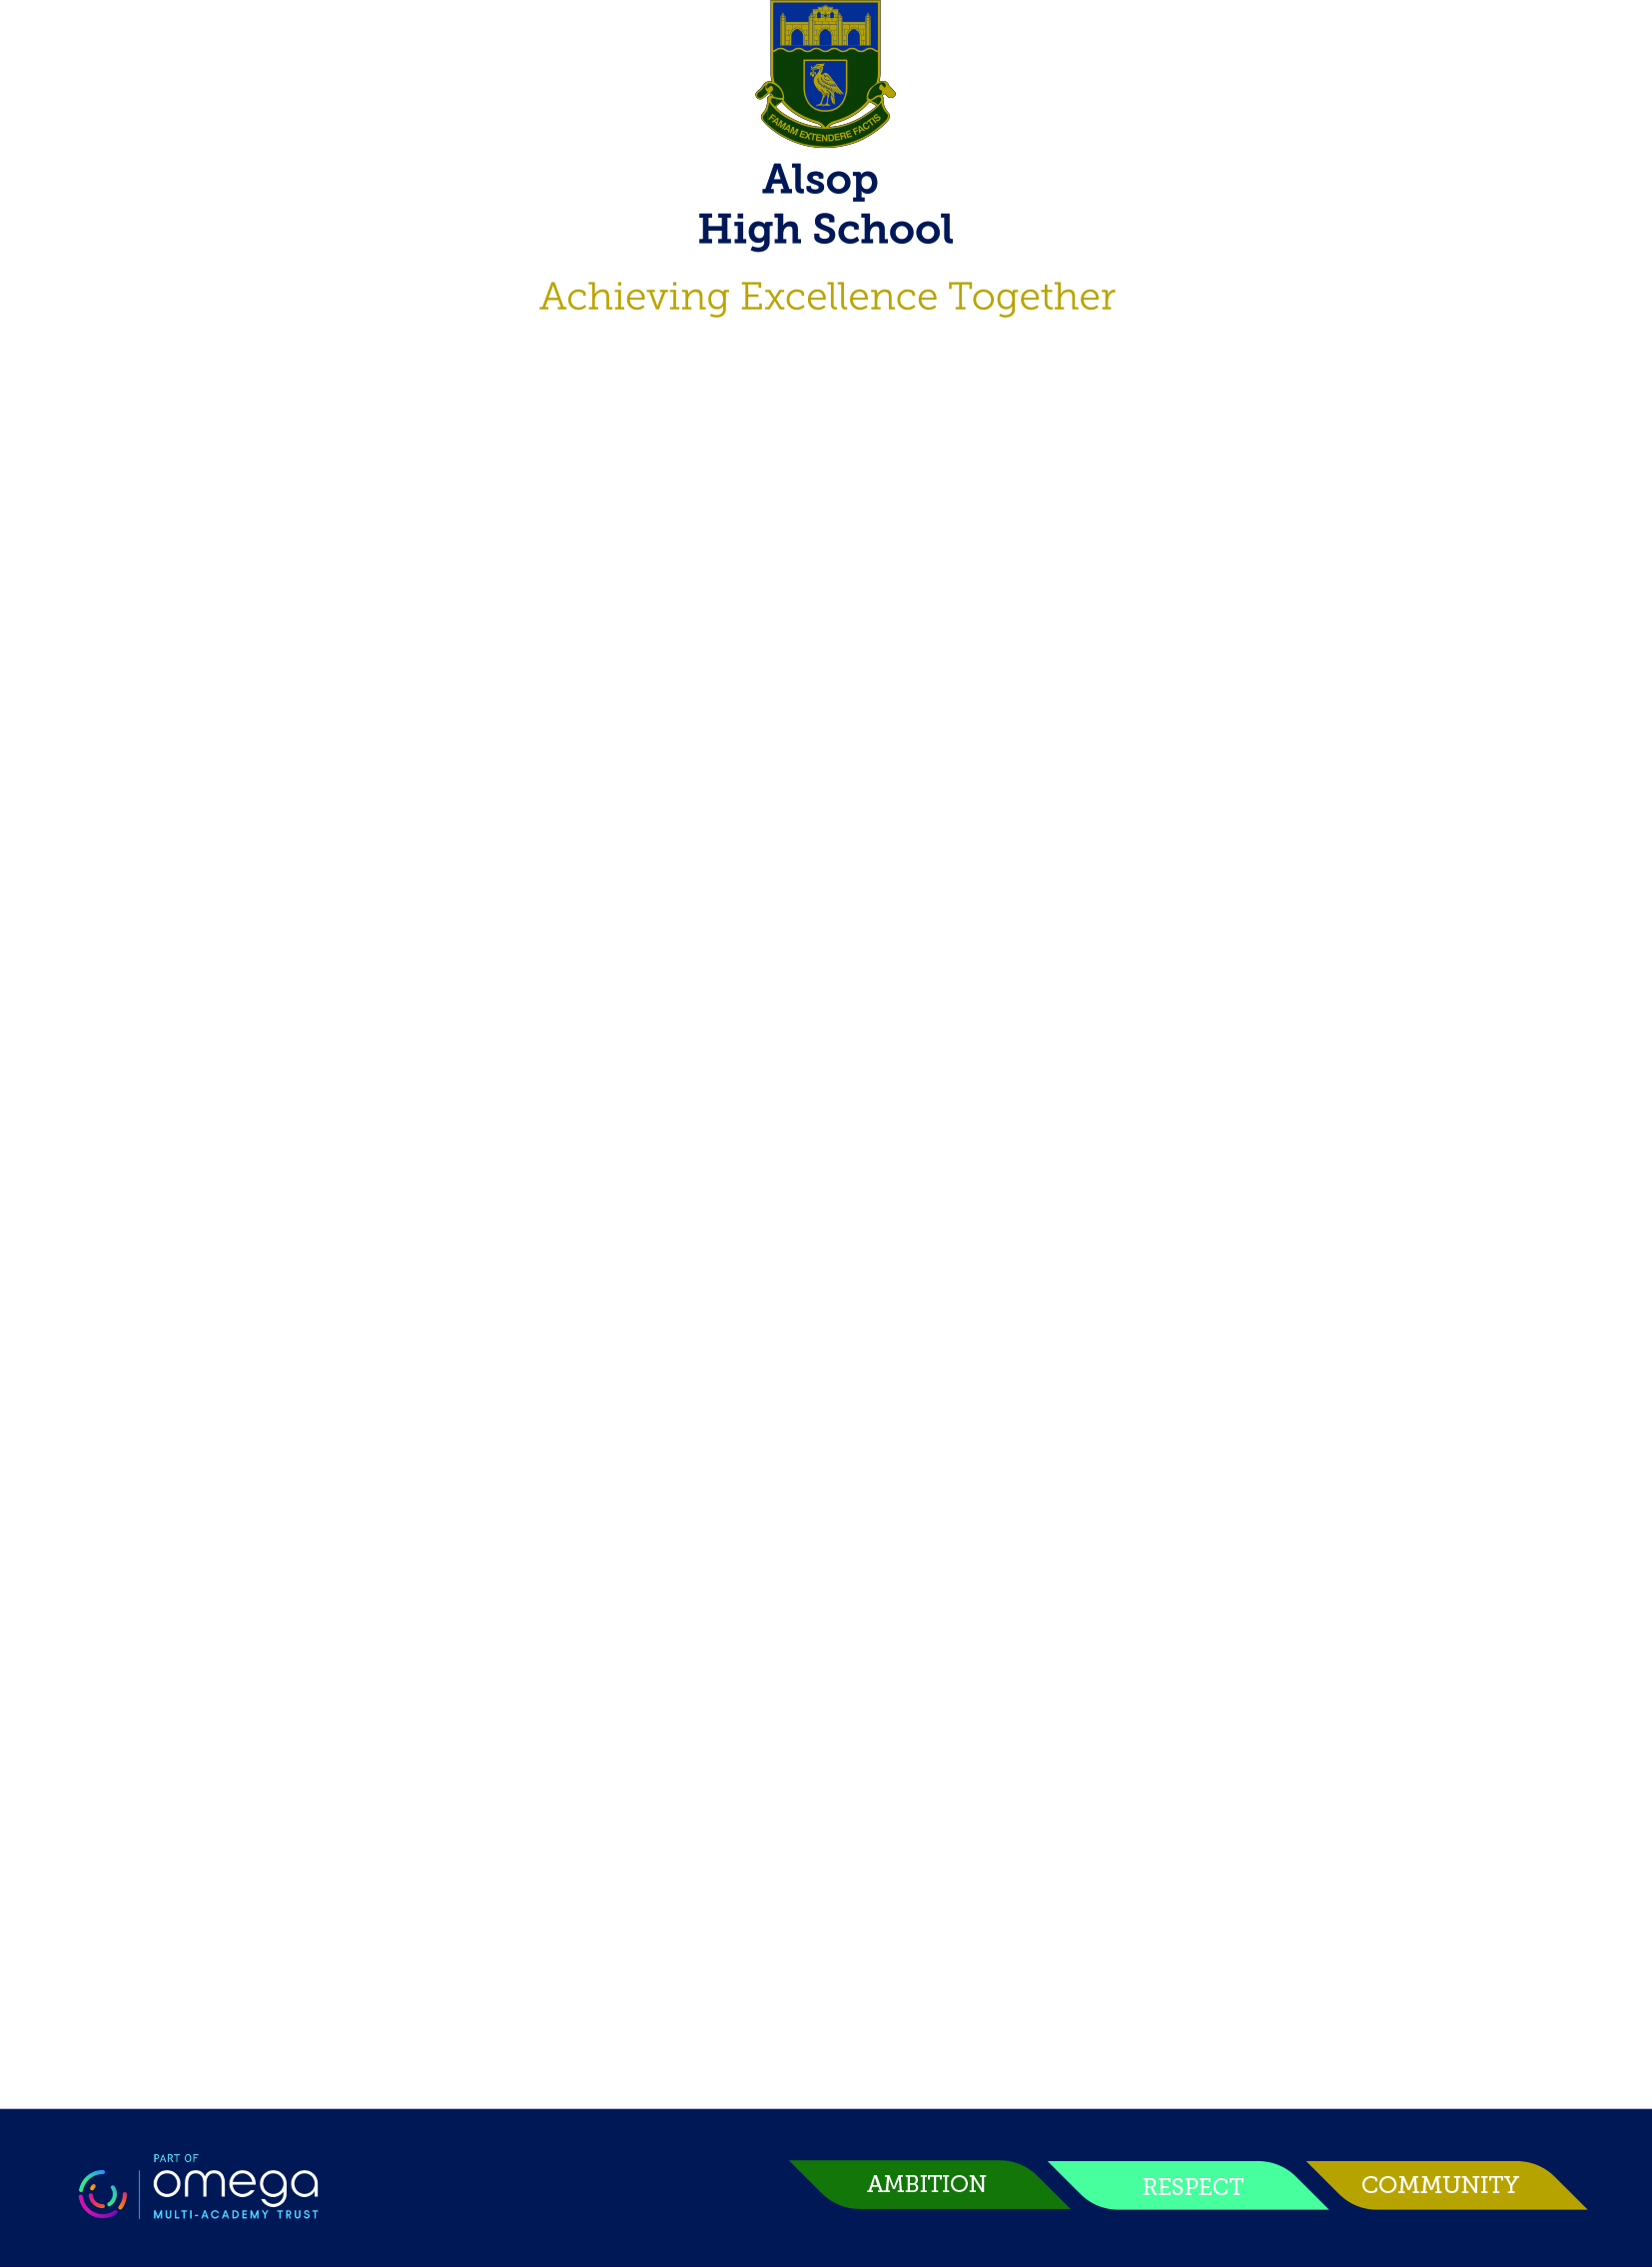 FAMAM EXTENDERE FACTIS
Alsop
High School
Achieving Excellence Together
PART OF
omega
MULTI-ACADEMY TRUST
AMBITION
RESPECT
COMMUNITY